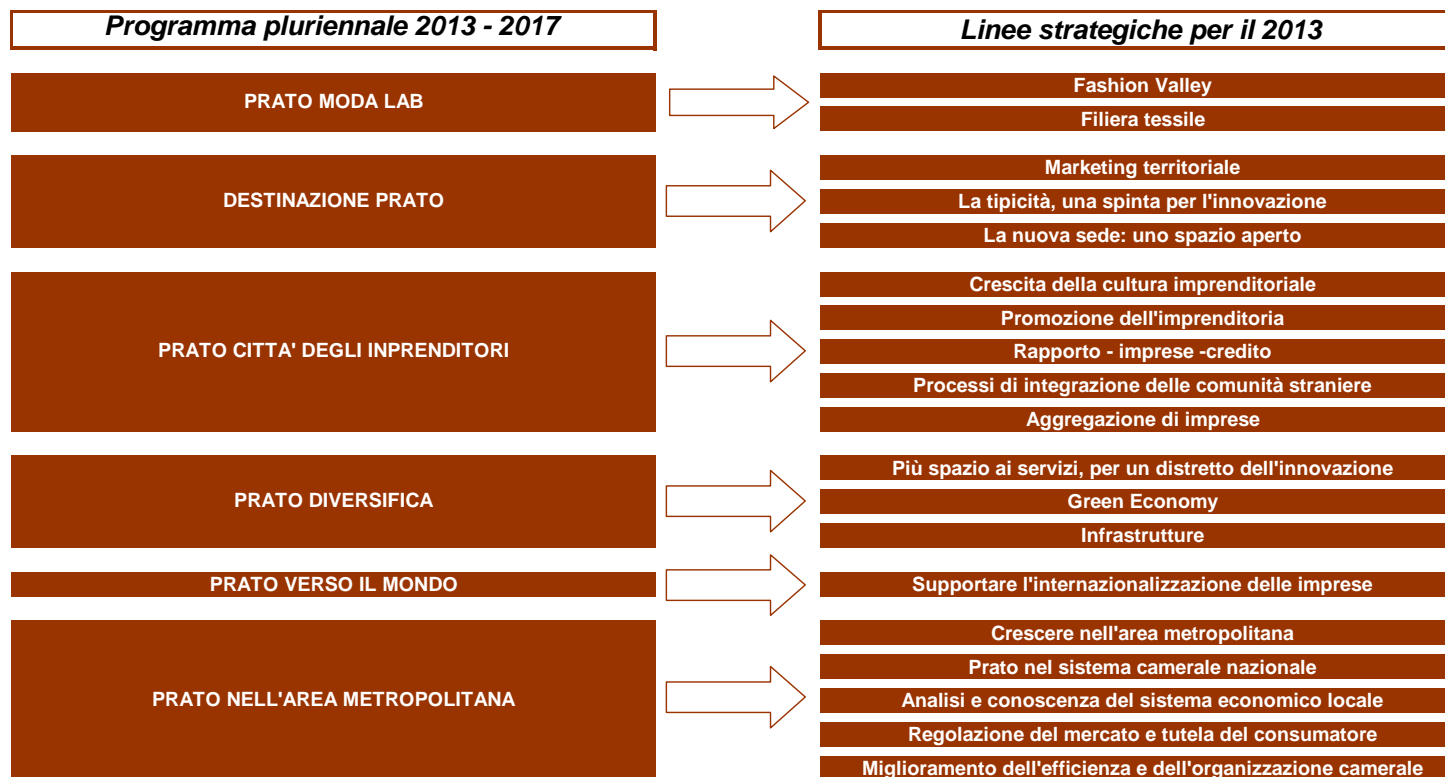 Programma pluriennale 2013 - 2017
Linee strategiche per il 2013
PRATO MODA LAB
Fashion Valley
Filiera tessile
DESTINAZIONE PRATO
Marketing territoriale
La tipicità, una spinta per l'innovazione
La nuova sede: uno spazio aperto
PRATO CITTA' DEGLI INPRENDITORI
Crescita della cultura imprenditoriale
Promozione dell'imprenditoria
Rapporto - imprese -credito
Processi di integrazione delle comunità straniere
Aggregazione di imprese
PRATO DIVERSIFICA
Più spazio ai servizi, per un distretto dell'innovazione
Green Economy
Infrastrutture
PRATO VERSO IL MONDO
Supportare l'internazionalizzazione delle imprese
PRATO NELL'AREA METROPOLITANA
Crescere nell'area metropolitana
Prato nel sistema camerale nazionale
Analisi e conoscenza del sistema economico locale
Regolazione del mercato e tutela del consumatore
Miglioramento dell'efficienza e dell'organizzazione camerale